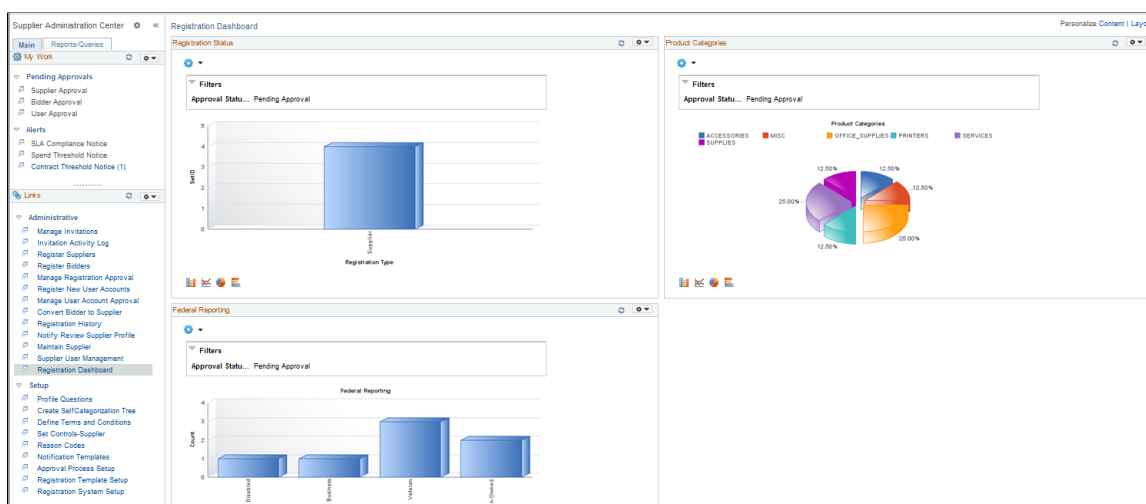 Supplier Administration Center
«
Main
Reports/Queries
My Work
Pending Approvals
Supplier Approval
Bidder Approval
User Approval
Alerts
SLA Compliance Notice
Spend Threshold Notice
Contract Threshold Notice (1)
Links
Administrative
Manage Invitations
Invitation Activity Log
Register Suppliers
Register Bidders
Manage Registration Approval
Register New User Accounts
Manage User Account Approval
Convert Bidder to Supplier
Registration History
Notify Review Supplier Profile
Maintain Supplier
Supplier User Management
Registration Dashboard
Setup
Profile Questions
Create SelfCategorization Tree
Define Terms and Conditions
Set Controls-Supplier
Reason Codes
Notification Templates
Approval Process Setup
Registration Template Setup
Registration System Setup
Registration Dashboard
Personalize Content | Layo
Registration Status
Filters
Approval Statu... Pending Approval
5
4
3
2
1
0
SetID
Supplier
Registration Type
Product Categories
Filters
Approval Statu... Pending Approval
Product Categories
ACCESSORIES MISC OFFICE_SUPPLIES PRINTERS SERVICES
SUPPLIES
12.50% 12.50%
12.50%
25.00%
25.00%
12.50%
Federal Reporting
Filters
Approval Statu... Pending Approval
Federal Reporting
4
3
2
1
0
Count
Disabled
Business
Veteran
n-Owned